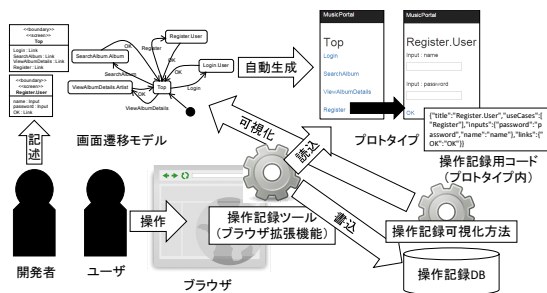 <<boundary>>
<<screen>>
Top
Login : Link
SearchAlbum : Link
ViewAlbumDetails : Link
Register : Link
<<boundary>>
<<screen>>
Register.User
name : Input
password : Input
OK : Link
記述
開発者
SearchAlbum.Album
Register.User
OK
Register
OK
Login.User
OK
SearchAlbum
Top
Login
ViewAlbumDetails.Artist
OK
ViewAlbumDetails
画面遷移モデル
自動生成
MusicPortal
Top
Login
SearchAlbum
ViewAlbumDetails
Register
MusicPortal
Register.User
Input : name
Input : password
OK
プロトタイプ
{"title":"Register.User","useCases":[
"Register"],"inputs":{"password":"p
assword","name":"name"},"links":{"
OK":"OK"}}
操作記録用コード
(プロトタイプ内)
可視化
読込
書込
操作
操作記録ツール
(ブラウザ拡張機能)
操作記録可視化方法
操作記録DB
ユーザ
ブラウザ